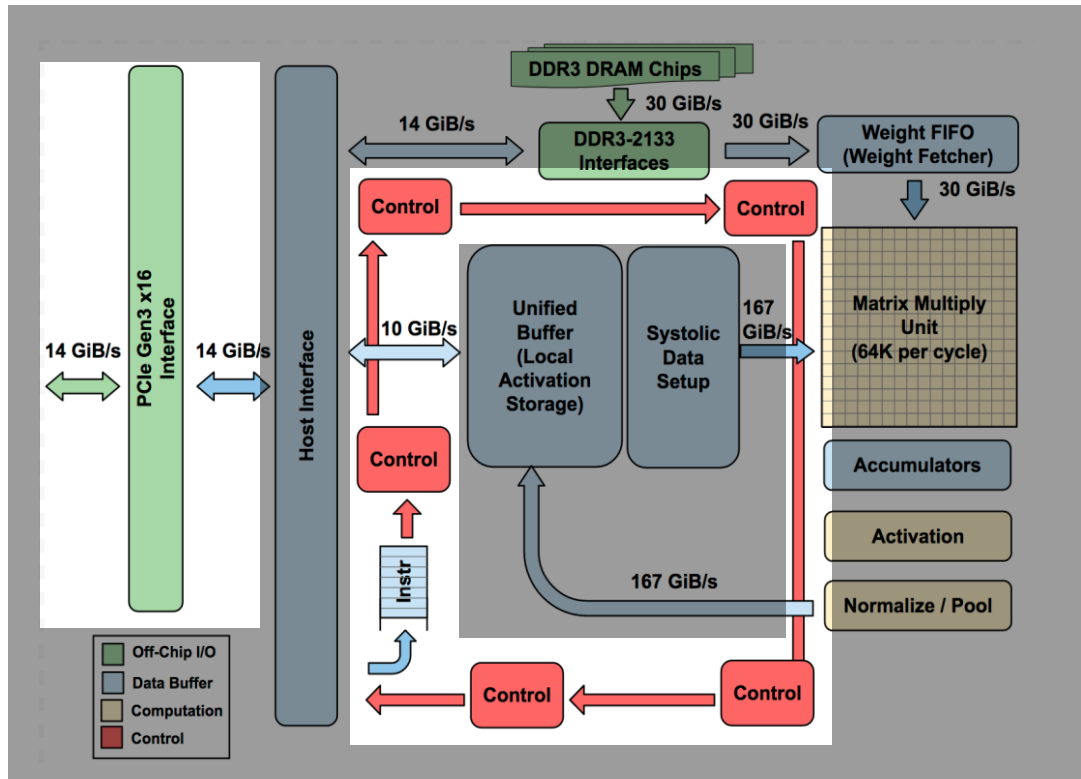 DDR3 DRAM Chips
30 GiB/s
14 GiB/s
30 GiB/s
DDR3-2133
Interfaces
Weight FIFO
(Weight Fetcher)
30 GiB/s
Control
Control
PCIe Gen3 x16
Interface
Host Interface
Unified
Buffer
(Local
Activation
Storage)
Systolic
Data
Setup
Matrix Multiply
Unit
(64K per cycle)
14 GiB/s
14 GiB/s
10 GiB/s
167
GiB/s
Control
Accumulators
Activation
Instr
167 GiB/s
Normalize / Pool
Off-Chip I/O
Data Buffer
Computation
Control
Control
Control